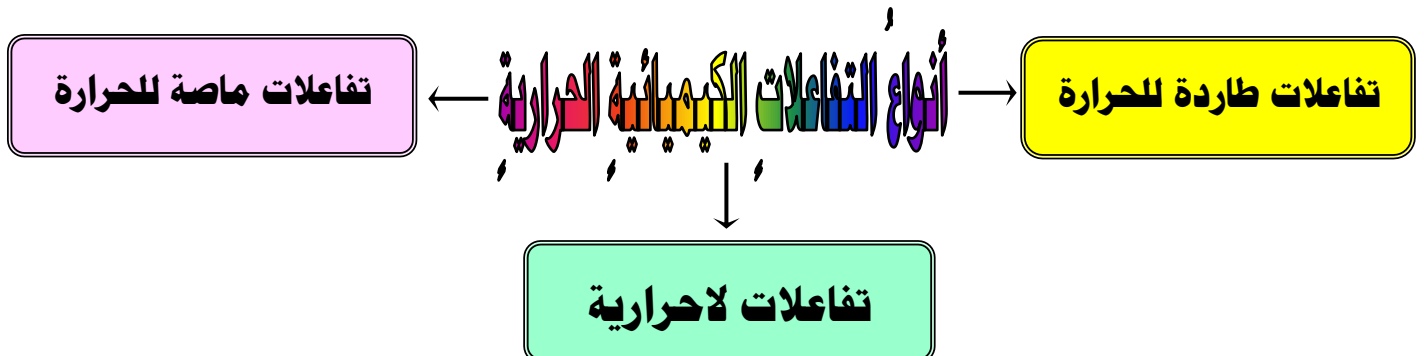 أنواعُ التفاعلاتِ الكيميائيةِ الحراريةِ
تفاعلات طاردة للحرارة
تفاعلات ماصة للحرارة
تفاعلات لاحرارية